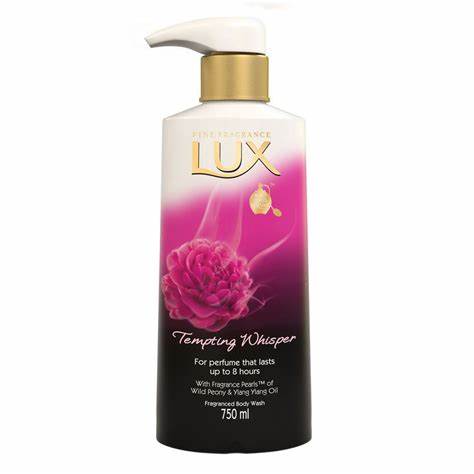 FINE FRAGRANCE
LUX
Tempting Whisper
For perfume that lasts
up to 8 hours
With Fragrance Pearls™ of
Wild Peony & Ylang Ylang Oil
Fragranced Body Wash
750 ml